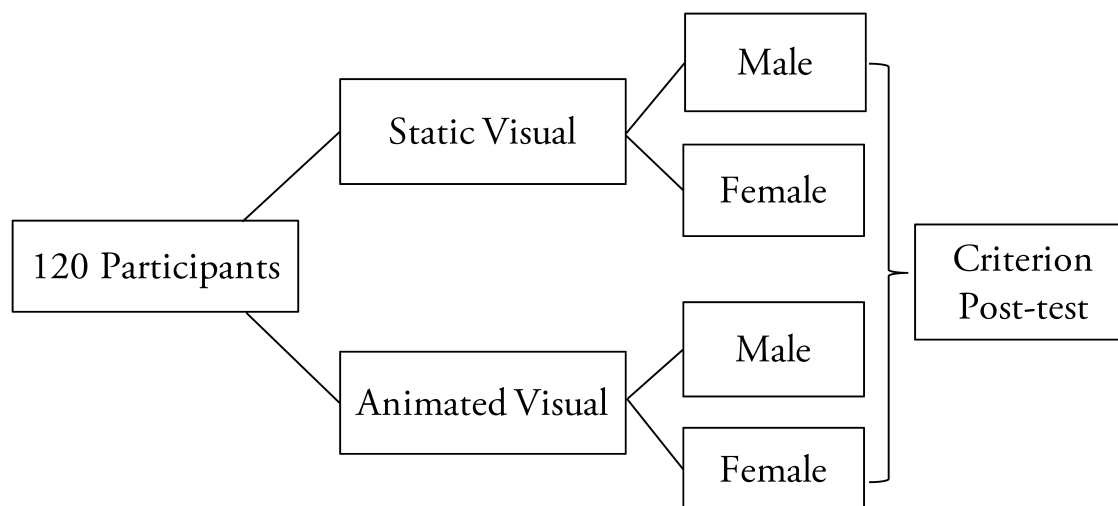 120 Participants
Static Visual
Animated Visual
Male
Female
Male
Female
Criterion
Post-test